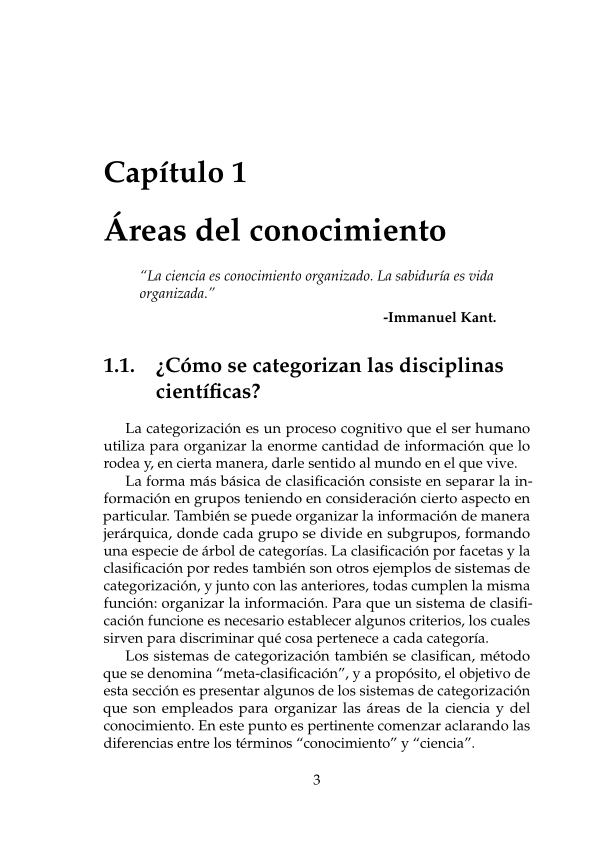 Capítulo 1
Áreas del conocimiento
“La ciencia es conocimiento organizado. La sabiduría es vida
organizada.”
-Immanuel Kant.
1.1. ¿Cómo se categorizan las disciplinas
científicas?
La categorización es un proceso cognitivo que el ser humano
utiliza para organizar la enorme cantidad de información que lo
rodea y, en cierta manera, darle sentido al mundo en el que vive.
La forma más básica de clasificación consiste en separar la in-
formación en grupos teniendo en consideración cierto aspecto en
particular. También se puede organizar la información de manera
jerárquica, donde cada grupo se divide en subgrupos, formando
una especie de árbol de categorías. La clasificación por facetas y la
clasificación por redes también son otros ejemplos de sistemas de
categorización, y junto con las anteriores, todas cumplen la misma
función: organizar la información. Para que un sistema de clasifi-
cación funcione es necesario establecer algunos criterios, los cuales
sirven para discriminar qué cosa pertenece a cada categoría.
Los sistemas de categorización también se clasifican, método
que se denomina “meta-clasificación”, y a propósito, el objetivo de
esta sección es presentar algunos de los sistemas de categorización
que son empleados para organizar las áreas de la ciencia y del
conocimiento. En este punto es pertinente comenzar aclarando las
diferencias entre los términos “conocimiento” y “ciencia”.
3